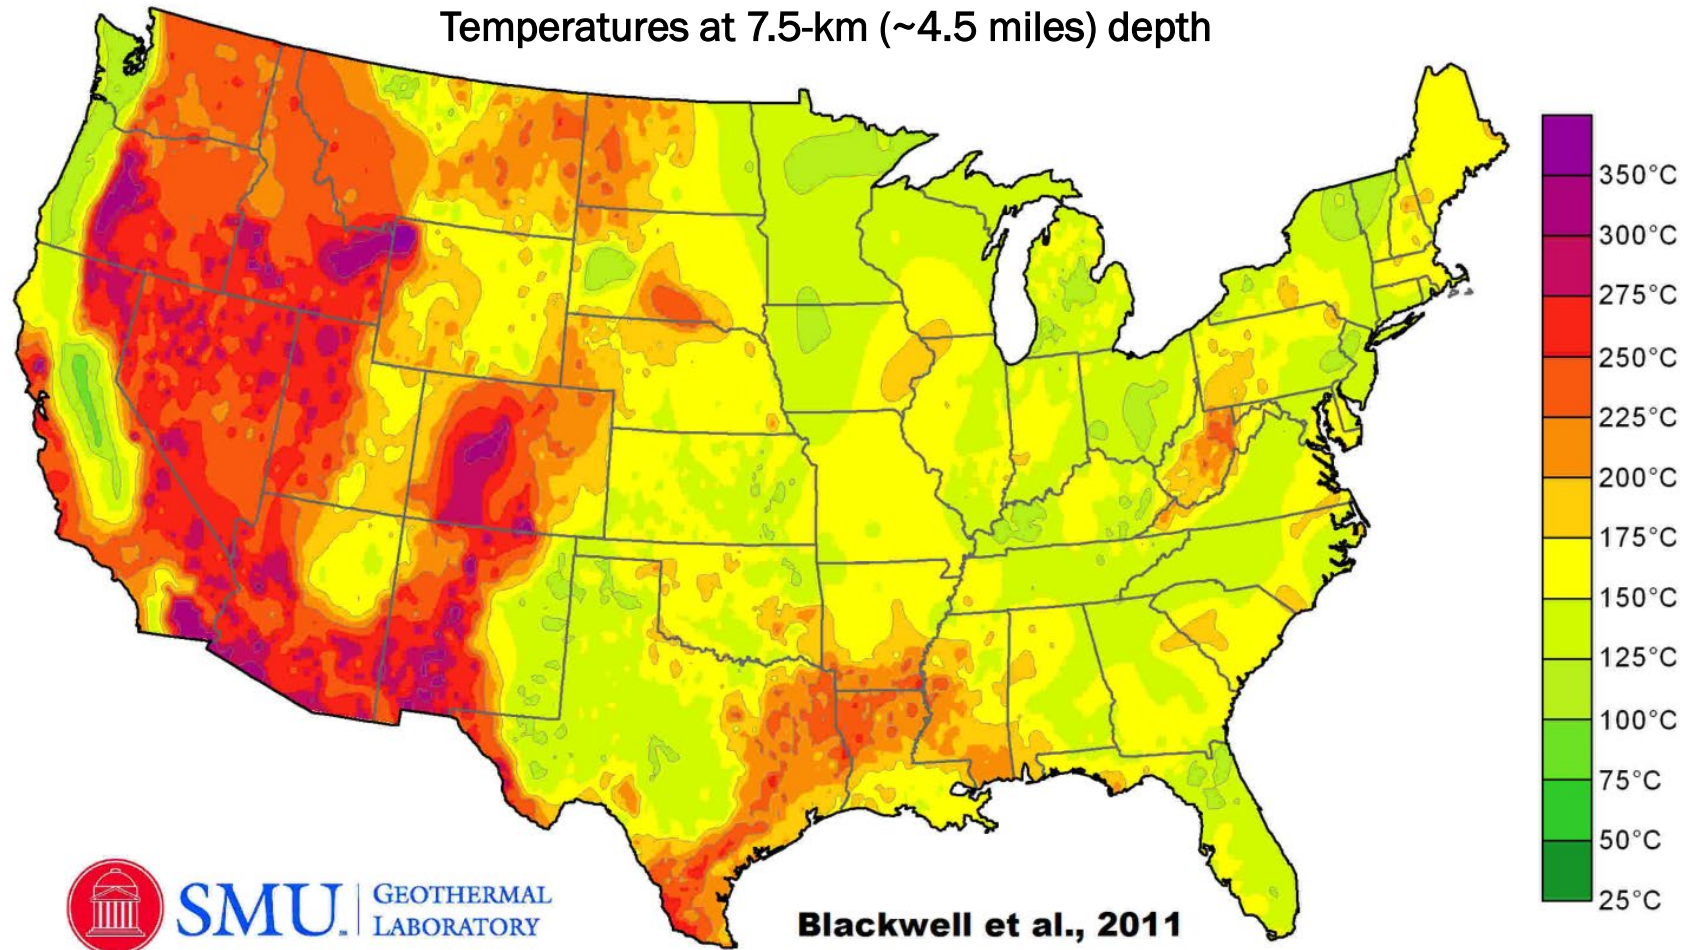 Temperatures at 7.5-km (~4.5 miles) depth
350°C
300°C
275°C
250°C
225°C
200°C
175°C
150°C
125°C
100°C
75°C
50°C
25°C
SMU
GEOTHERMAL
LABORATORY
Blackwell et al., 2011